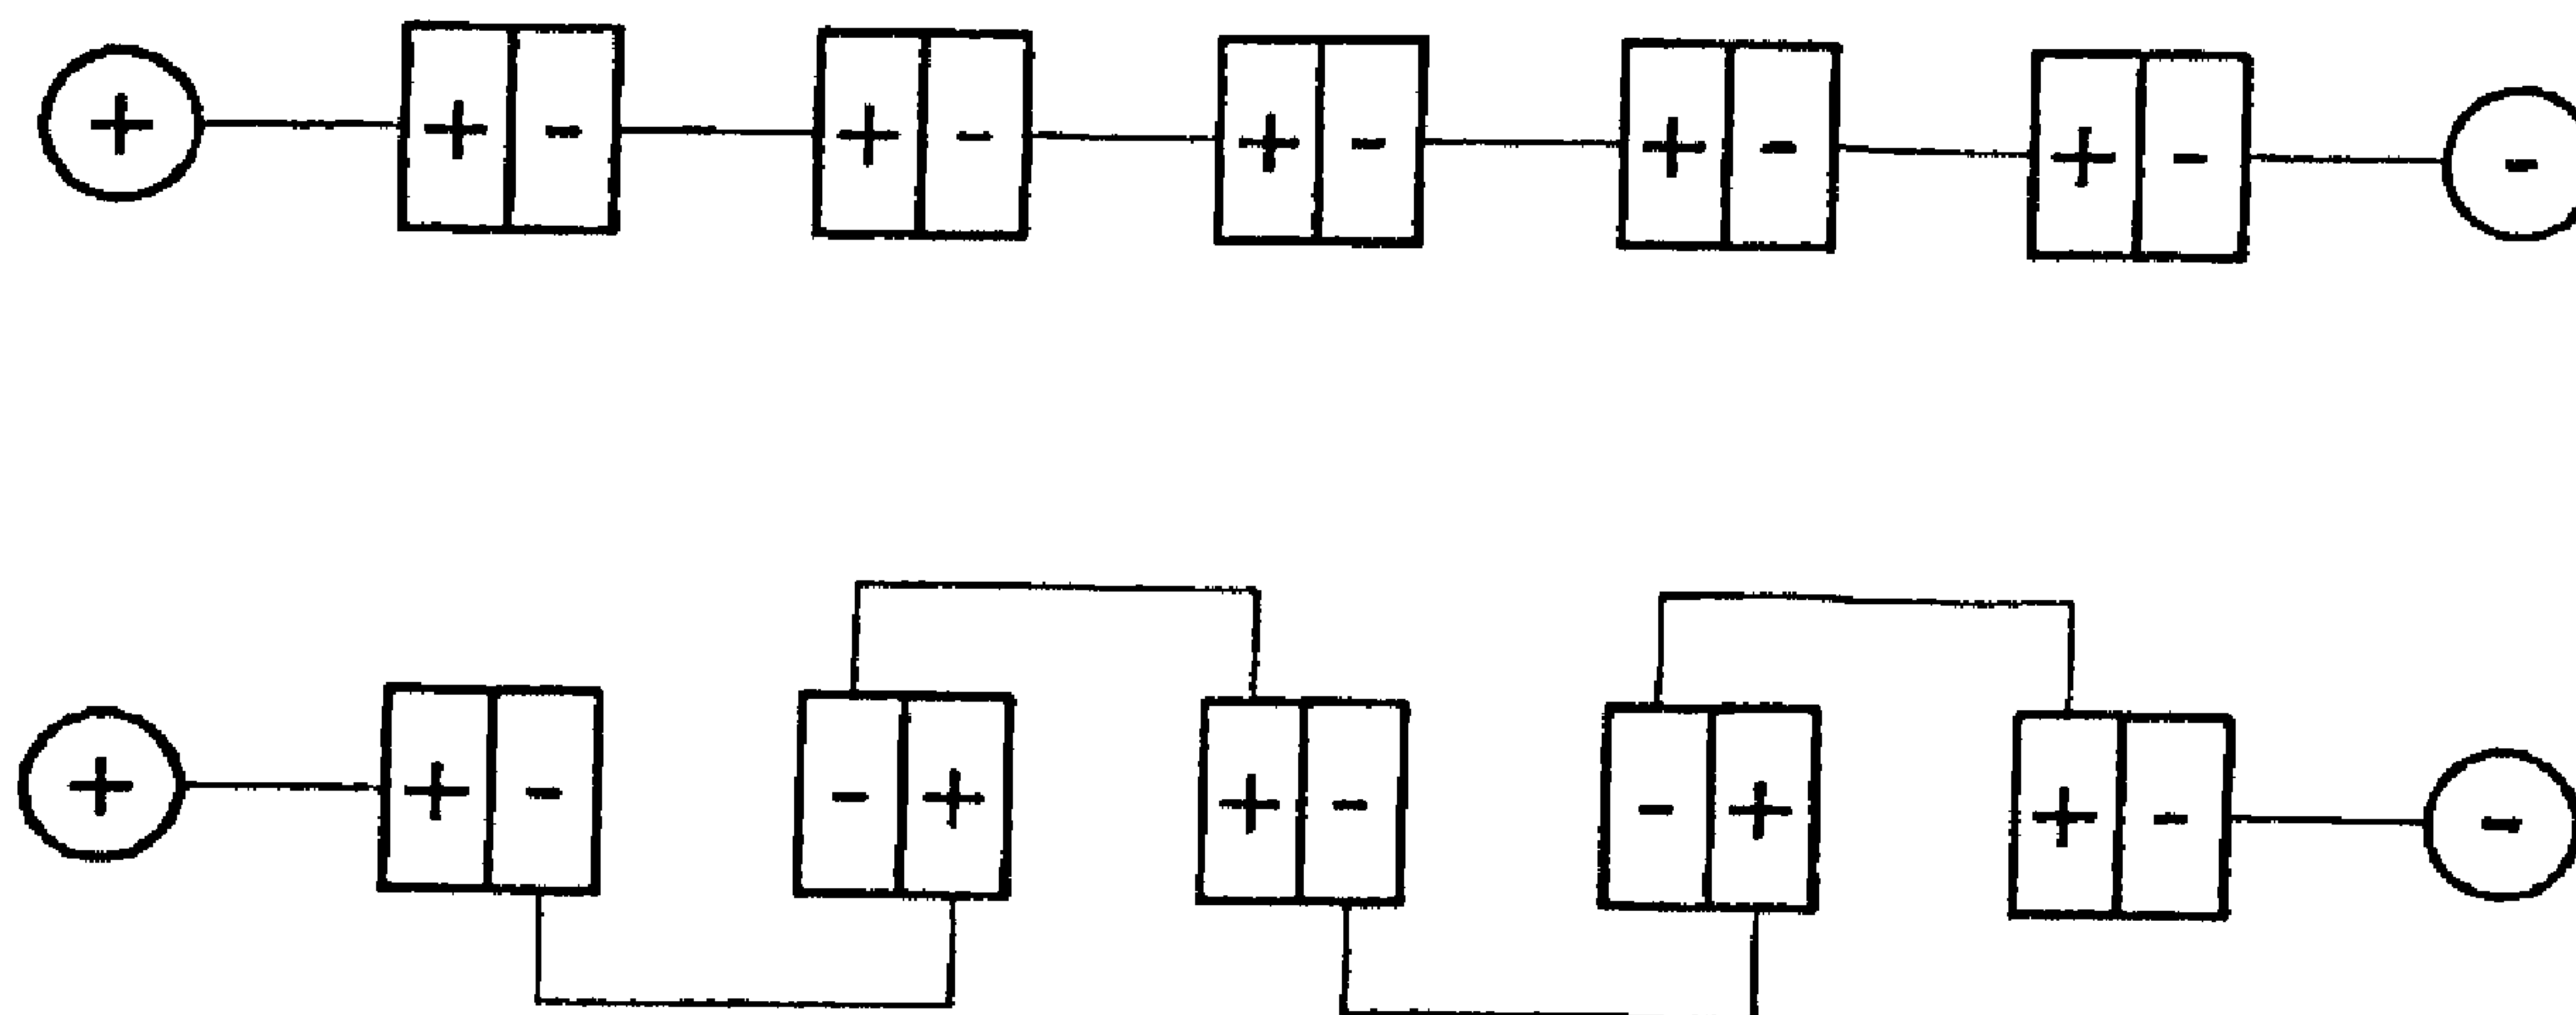 + + - + - + - + - + - -
+ + - - + + - - + + - -